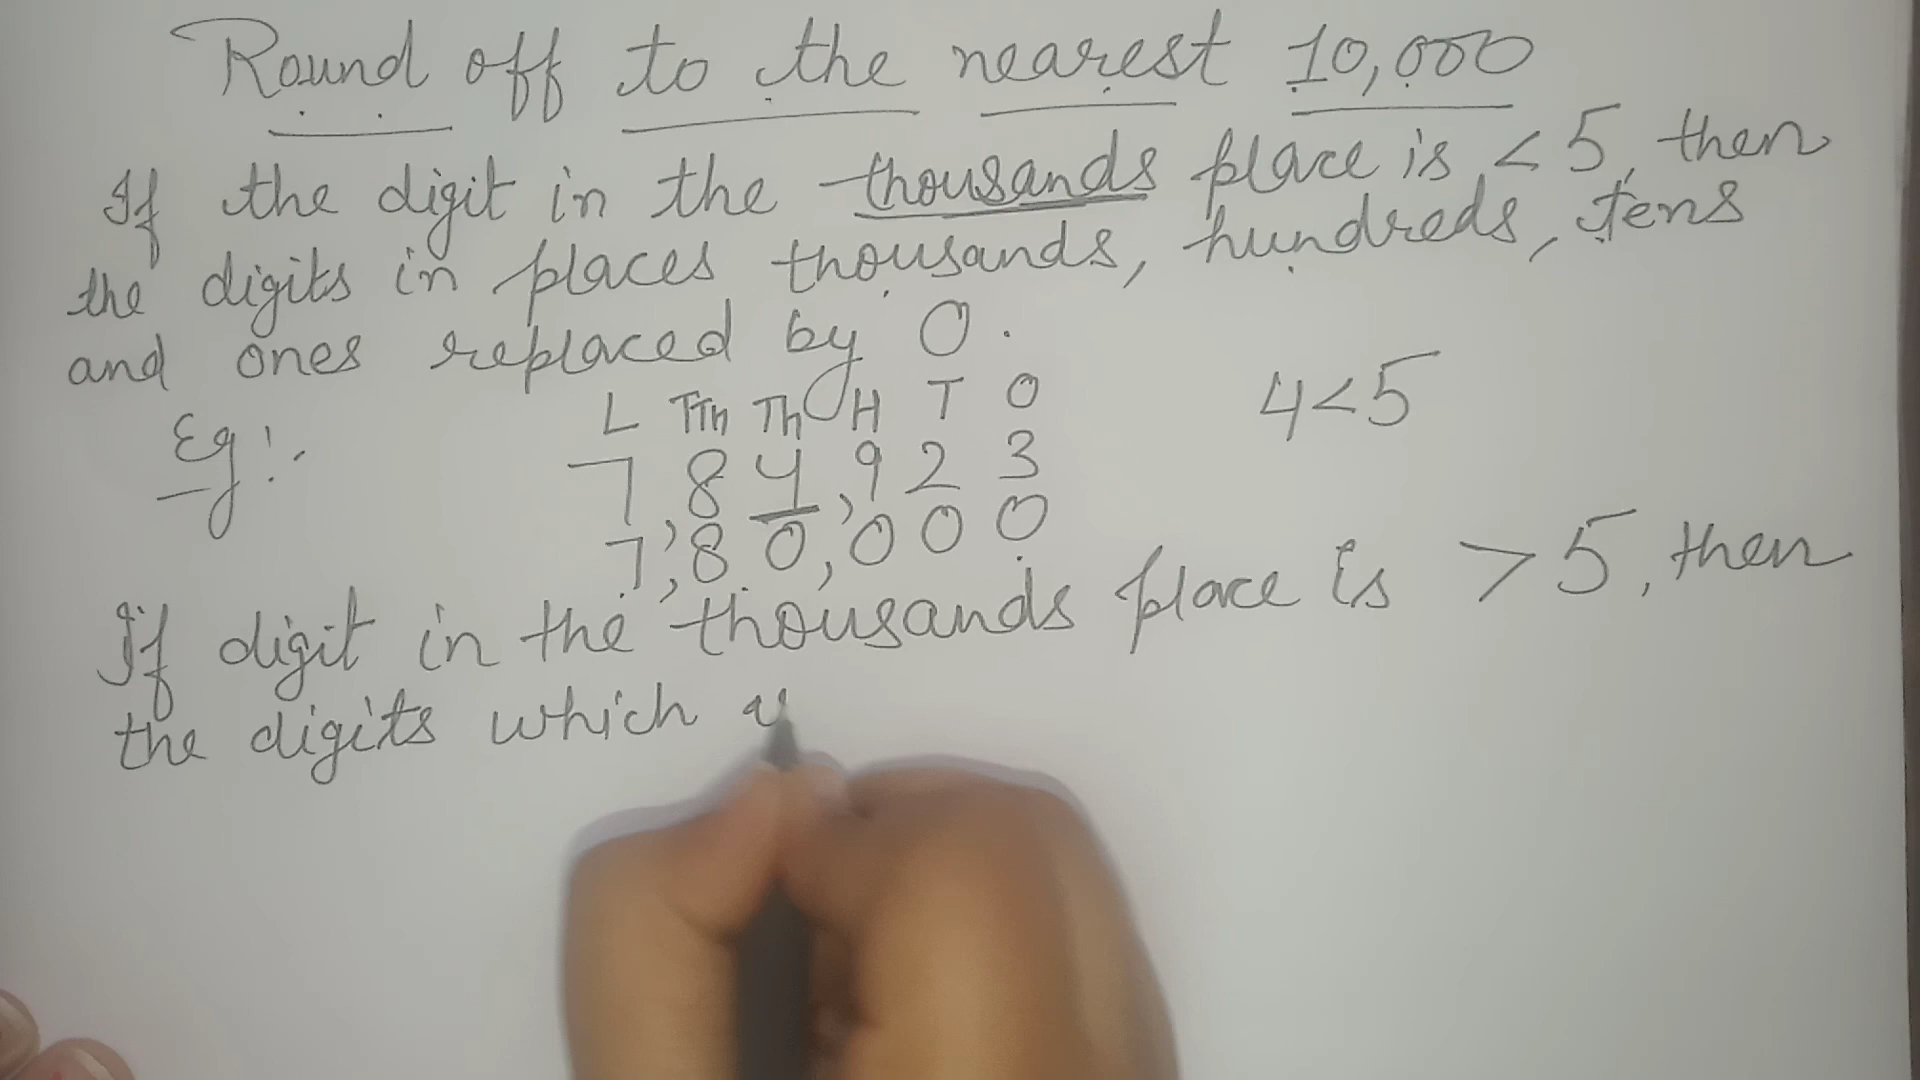 Round off to the nearest 10,000
If the digit in the thousands place is < 5, then
the digits in places thousands, hundreds, tens
and ones replaced by 0.
Eg:-
L TTh Th H T O
4<5
7,84,923
7,80,000
If digit in the thousands place is > 5, then
the digits which